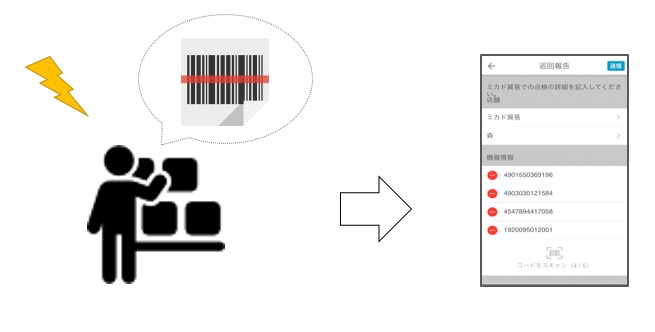 ← 巡回報告 送信
ミカド貿易での点検の詳細を記入してくださ
い。
店舗
ミカド貿易
森
機器情報
4901550369196
4903030121584
4547894417058
1920095012001
コードをスキャン (4/5)